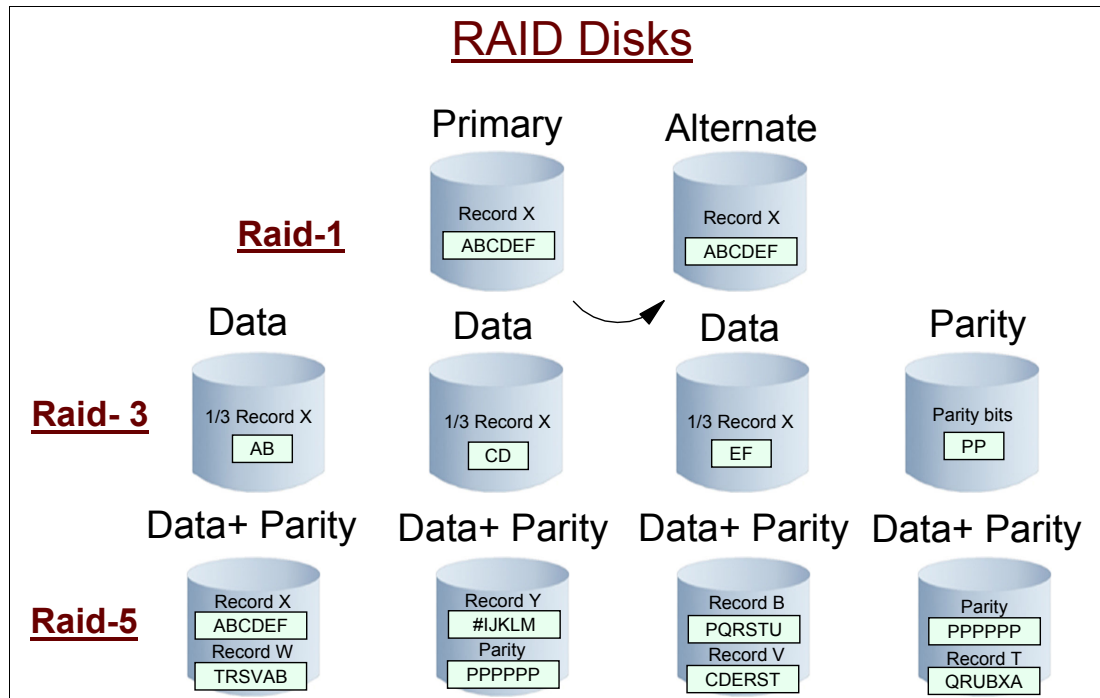 RAID Disks
Primary
Alternate
Raid-1
Record X
ABCDEF
Record X
ABCDEF
Data
Data
Data
Parity
Raid- 3
1/3 Record X
AB
1/3 Record X
CD
1/3 Record X
EF
Parity bits
PP
Data+ Parity
Data+ Parity
Data+ Parity
Data+ Parity
Raid-5
Record X
ABCDEF
Record W
TRSVAB
Record Y
#IJKLM
Parity
PPPPPP
Record B
PQRSTU
Record V
CDERST
Parity
PPPPPP
Record T
QRUBXA